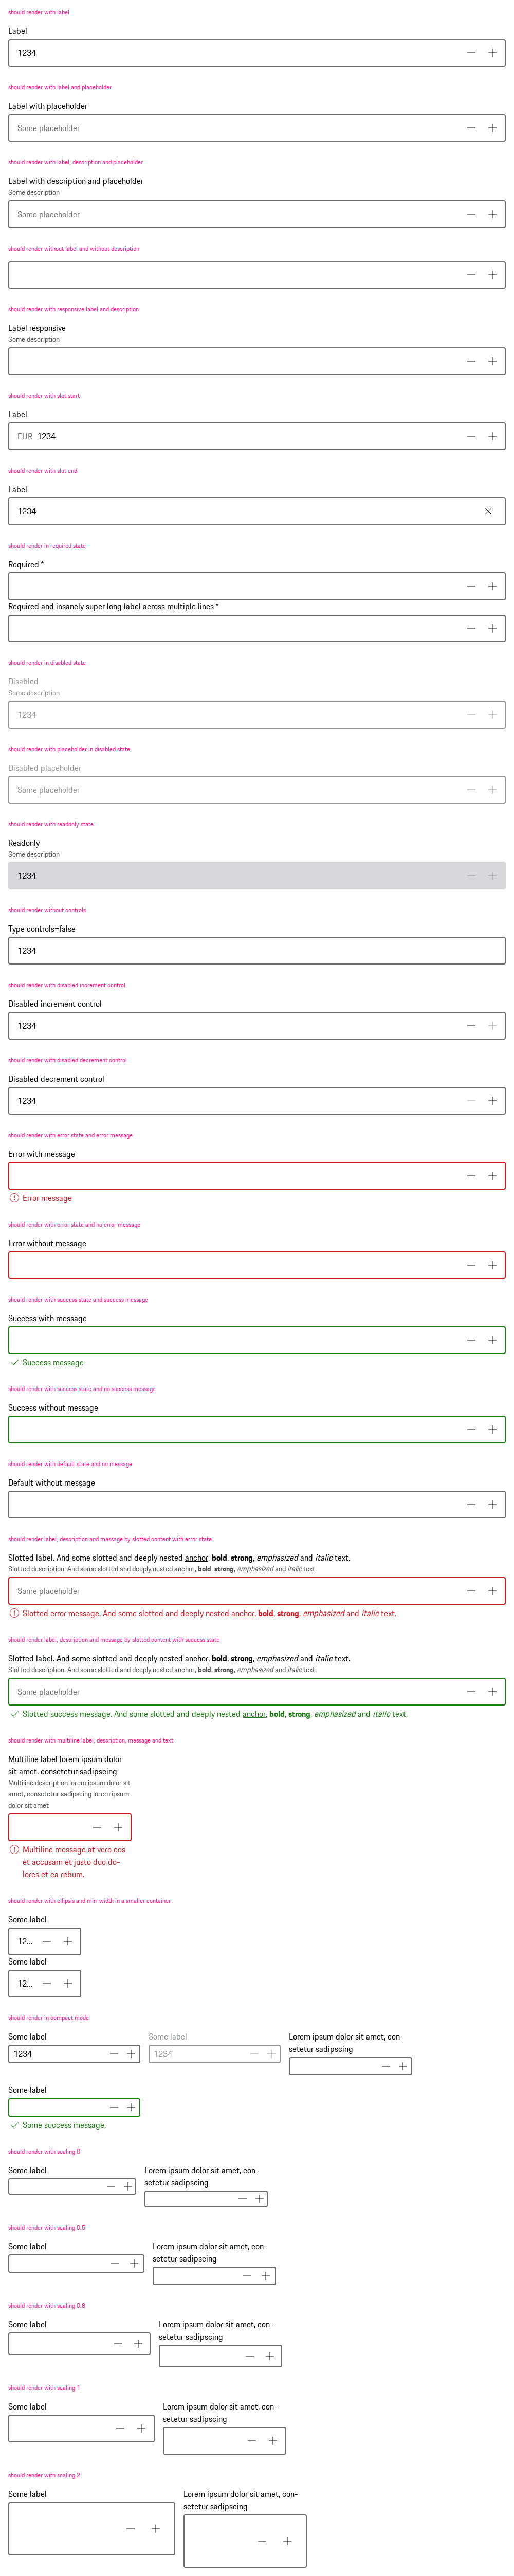 should render with label
Label
1234
should render with label and placeholder
Label with placeholder
Some placeholder
should render with label, description and placeholder
Label with description and placeholder
Some description
Some placeholder
should render without label and without description
should render with responsive label and description
Label responsive
Some description
should render with slot start
Label
EUR 1234
should render with slot end
Label
1234
should render in required state
Required *
Required and insanely super long label across multiple lines *
should render in disabled state
Disabled
Some description
1234
should render with placeholder in disabled state
Disabled placeholder
Some placeholder
should render with readonly state
Readonly
Some description
1234
should render without controls
Type controls=false
1234
should render with disabled increment control
Disabled increment control
1234
should render with disabled decrement control
Disabled decrement control
1234
should render with error state and error message
Error with message
Error message
should render with error state and no error message
Error without message
should render with success state and success message
Success with message
Success message
should render with success state and no success message
Success without message
should render with default state and no message
Default without message
should render label, description and message by slotted content with error state
Slotted label. And some slotted and deeply nested anchor, bold, strong, emphasized and italic text.
Slotted description. And some slotted and deeply nested anchor, bold, strong, emphasized and italic text.
Some placeholder
Slotted error message. And some slotted and deeply nested anchor, bold, strong, emphasized and italic text.
should render label, description and message by slotted content with success state
Slotted label. And some slotted and deeply nested anchor, bold, strong, emphasized and italic text.
Slotted description. And some slotted and deeply nested anchor, bold, strong, emphasized and italic text.
Some placeholder
Slotted success message. And some slotted and deeply nested anchor, bold, strong, emphasized and italic text.
should render with multiline label, description, message and text
Multiline label lorem ipsum dolor
sit amet, consetetur sadipscing
Multiline description lorem ipsum dolor sit
amet, consetetur sadipscing lorem ipsum
dolor sit amet
Multiline message at vero eos
et accusam et justo duo do-
lores et ea rebum.
should render with ellipsis and min-width in a smaller container
Some label
12...
Some label
12...
should render in compact mode
Some label
1234
Some label
1234
Lorem ipsum dolor sit amet, con-
setetur sadipscing
Some label
Some success message.
should render with scaling 0
Some label
Lorem ipsum dolor sit amet, con-
setetur sadipscing
should render with scaling 0.5
Some label
Lorem ipsum dolor sit amet, con-
setetur sadipscing
should render with scaling 0.8
Some label
Lorem ipsum dolor sit amet, con-
setetur sadipscing
should render with scaling 1
Some label
Lorem ipsum dolor sit amet, con-
setetur sadipscing
should render with scaling 2
Some label
Lorem ipsum dolor sit amet, con-
setetur sadipscing